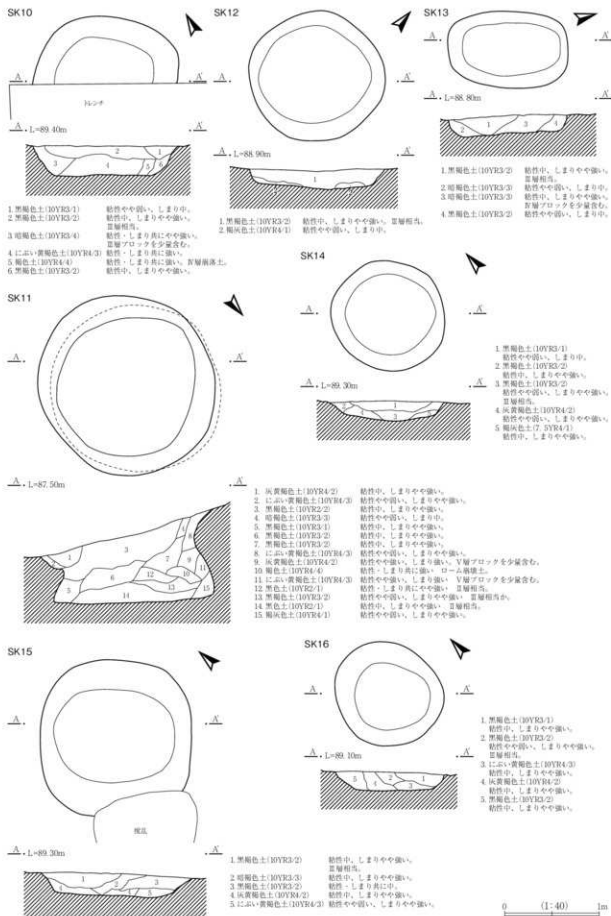 SK10
A
A'
トレンチ
A
A'
L=89.40m
1
2
3
4
5
6
1. 黒褐色土(10YR3/1) 粘性やや弱い、しまり中。
2. 黒褐色土(10YR3/2) 粘性中、しまりやや強い。
Ⅱ層相当。
3. 暗褐色土(10YR3/4) 粘性・しまり共にやや強い。
Ⅱ層ブロックを少量含む。
4. にぶい黄褐色土(10YR4/3) 粘性・しまり共に強い。
5. 褐色土(10YR4/4) 粘性・しまり共に強い。Ⅳ層崩落土。
6. 黒褐色土(10YR3/2) 粘性中、しまりやや強い。
SK12
A
A'
A
A'
L=88.90m
1
1. 黒褐色土(10YR3/2) 粘性中、しまりやや強い。Ⅱ層相当。
2. 褐灰色土(10YR4/1) 粘性やや弱い、しまり中。
SK13
A
A'
A
A'
L=88.80m
1
2
3
4
1. 黒褐色土(10YR3/2) 粘性中、しまりやや強い。
Ⅱ層相当。
2. 暗褐色土(10YR3/3) 粘性やや弱い、しまり中。
3. 暗褐色土(10YR3/3) 粘性中、しまりやや強い。
Ⅳ層ブロックを少量含む。
4. 黒褐色土(10YR3/2) 粘性やや弱い、しまり中。
SK11
A
A'
A
A'
L=87.50m
1
2
3
4
5
6
8
9
10
11
12
13
14
15
1. 灰黄褐色土(10YR4/2) 粘性中、しまりやや強い。
2. にぶい黄褐色土(10YR4/3) 粘性やや弱い、しまりやや強い。
3. 黒褐色土(10YR2/2) 粘性中、しまりやや強い。
4. 暗褐色土(10YR3/3) 粘性やや弱い、しまり中。
5. 黒褐色土(10YR3/1) 粘性中、しまりやや強い。
6. 黒褐色土(10YR3/2) 粘性中、しまりやや強い。
7. 黒褐色土(10YR3/2) 粘性中、しまりやや強い。
8. にぶい黄褐色土(10YR4/3) 粘性やや弱い、しまりやや強い。
9. 灰黄褐色土(10YR4/2) 粘性やや強い、しまり強い、Ⅴ層ブロックを少量含む。
10. 褐色土(10YR4/4) 粘性・しまり共に強い ローム崩壊土。
11. にぶい黄褐色土(10YR4/3) 粘性やや強い、しまり強い Ⅴ層ブロックを少量含む。
12. 黒色土(10YR2/1) 粘性・しまり共にやや強い Ⅱ層相当。
13. 黒褐色土(10YR3/2) 粘性やや弱い、しまりやや強い Ⅱ層相当か。
14. 黒色土(10YR2/1) 粘性中、しまりやや強い Ⅱ層相当。
15. 褐灰色土(10YR4/1) 粘性やや弱い、しまりやや強い。
SK14
A
A'
A
A'
L=89.30m
1
3
1. 黒褐色土(10YR3/1)
粘性やや弱い、しまり中。
2. 黒褐色土(10YR3/2)
粘性中、しまりやや強い。
3. 黒褐色土(10YR3/2)
粘性やや弱い、しまりやや強い。
Ⅱ層相当。
4. 灰黄褐色土(10YR4/2)
粘性やや弱い、しまりやや強い。
5. 褐灰色土(7.5YR4/1)
粘性中、しまりやや強い。
SK15
A
A'
撹乱
A
A'
L=89.30m
1
2
3
4
5
1. 黒褐色土(10YR3/2) 粘性中、しまりやや強い。
Ⅱ層相当。
2. 暗褐色土(10YR3/3) 粘性中、しまりやや強い。
3. 黒褐色土(10YR3/2) 粘性・しまり共に中。
4. 灰黄褐色土(10YR4/2) 粘性中、しまりやや強い。
5. にぶい黄褐色土(10YR4/3) 粘性やや弱い、しまりやや強い。
SK16
A
A'
A
A'
L=89.10m
1
2
3
4
5
1. 黒褐色土(10YR3/1)
粘性中、しまりやや強い。
2. 黒褐色土(10YR3/2)
粘性やや弱い、しまりやや強い。
Ⅱ層相当。
3. にぶい黄褐色土(10YR4/3)
粘性中、しまりやや強い。
4. 灰黄褐色土(10YR4/2)
粘性中、しまりやや強い。
5. 黒褐色土(10YR3/2)
粘性中、しまりやや強い。
0 (1:40) 1m